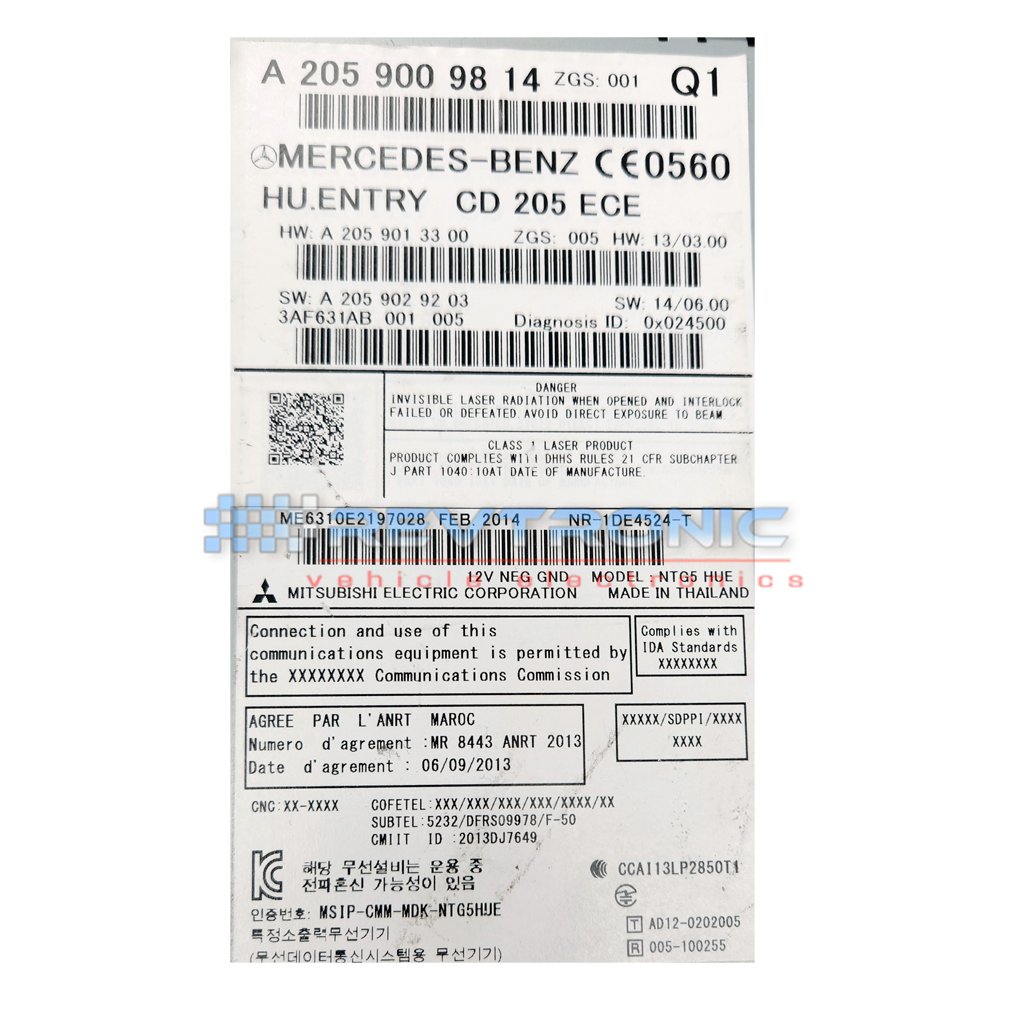 A 205 900 98 14 ZGS: 001 Q1
MERCEDES-BENZ CE0560
HU.ENTRY CD 205 ECE
HW: A 205 901 33 00 ZGS: 005 HW: 13/03.00
SW: A 205 902 92 03 SW: 14/06.00
3AF631AB 001 005 Diagnosis ID: 0x024500
DANGER
INVISIBLE LASER RADIATION WHEN OPENED AND INTERLOCK
FAILED OR DEFEATED.AVOID DIRECT EXPOSURE TO BEAM
CLASS 1 LASER PRODUCT
PRODUCT COMPLIES WITH DHHS RULES 21 CFR SUBCHAPTER
J PART 1040:10AT DATE OF MANUFACTURE.
ME6310E2197028 FEB. 2014 NR-1DE4524-T
REVTRONIC
vehicle electronics
12V NEG GND MODEL : NTG5 HUE
MITSUBISHI ELECTRIC CORPORATION MADE IN THAILAND
Connection and use of this
communications equipment is permitted by
the XXXXXXXX Communications Commission
Complies with
IDA Standards
XXXXXXXX
AGREE PAR L'ANRT MAROC
Numero d'agrement :MR 8443 ANRT 2013
Date d'agrement : 06/09/2013
XXXXX/SDPPI/XXXX
XXXX
CNC:XX-XXXX COFETEL:XXX/XXX/XXX/XXX/XXXX/XX
SUBTEL:5232/DFRS09978/F-50
CMIIT ID :2013DJ7649
해당 무선설비는 운용 중
전파혼신 가능성이 있음
인증번호: MSIP-CMM-MDK-NTG5HUE
특정소출력무선기기
(무선데이터통신시스템용 무선기기)
CCAI13LP2850T1
T AD12-0202005
R 005-100255